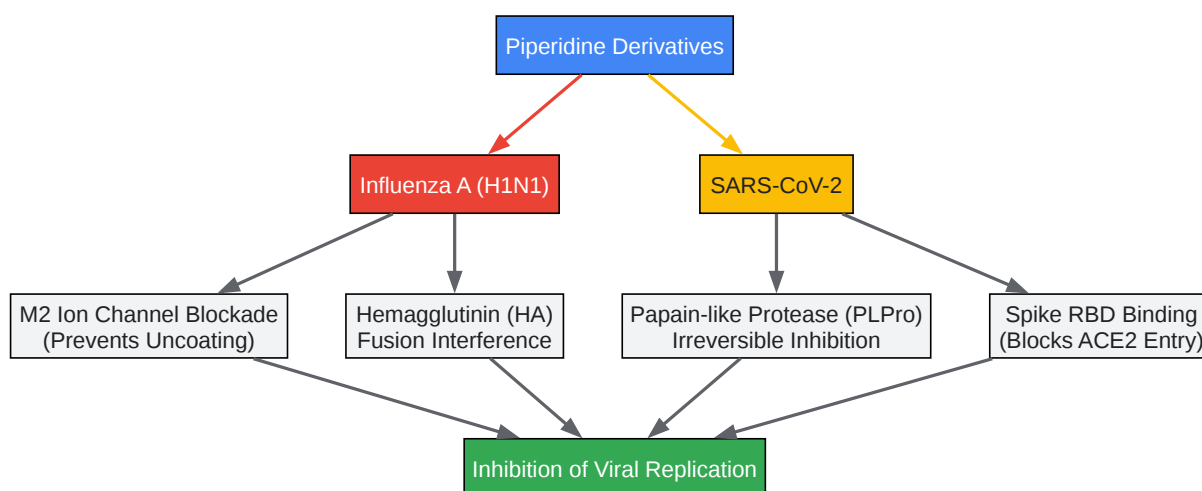 Piperidine Derivatives
Influenza A (H1N1)
SARS-CoV-2
M2 Ion Channel Blockade
(Prevents Uncoating)
Hemagglutinin (HA)
Fusion Interference
Papain-like Protease (PLPro)
Irreversible Inhibition
Spike RBD Binding
(Blocks ACE2 Entry)
Inhibition of Viral Replication